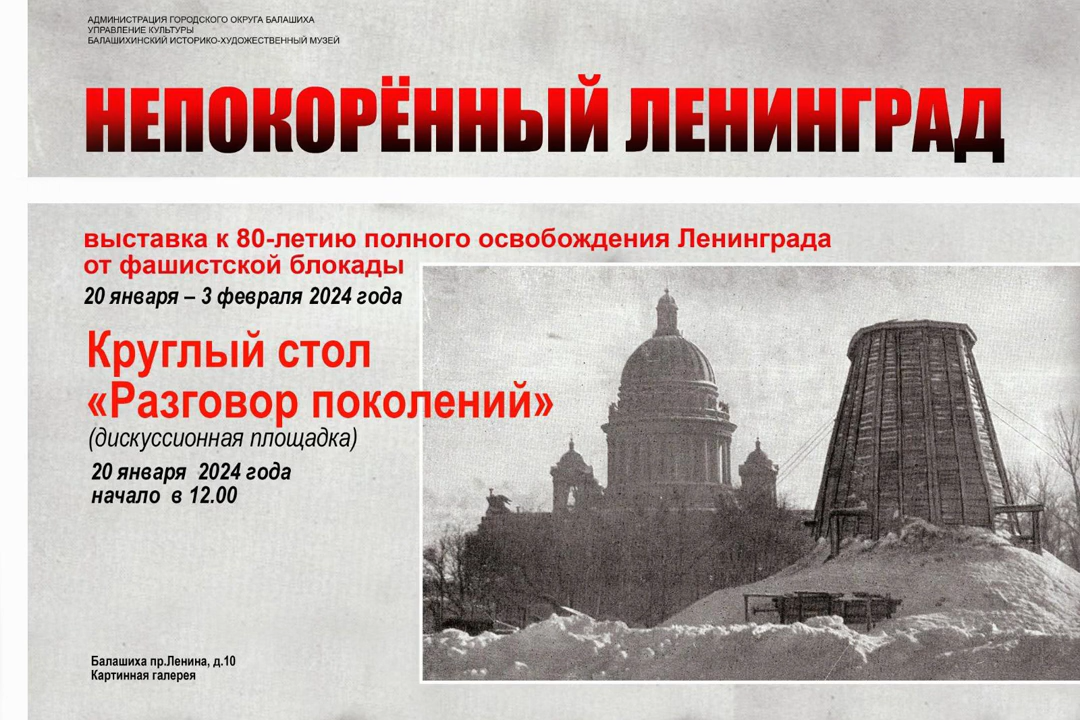 АДМИНИСТРАЦИЯ ГОРОДСКОГО ОКРУГА БАЛАШИХА
УПРАВЛЕНИЕ КУЛЬТУРЫ
БАЛАШИХИНСКИЙ ИСТОРИКО-ХУДОЖЕСТВЕННЫЙ МУЗЕЙ
НЕПОКОРЁННЫЙ ЛЕНИНГРАД
выставка к 80-летию полного освобождения Ленинграда
от фашистской блокады
20 января – 3 февраля 2024 года
Круглый стол
«Разговор поколений»
(дискуссионная площадка)
20 января 2024 года
начало в 12.00
Балашиха пр.Ленина, д.10
Картинная галерея